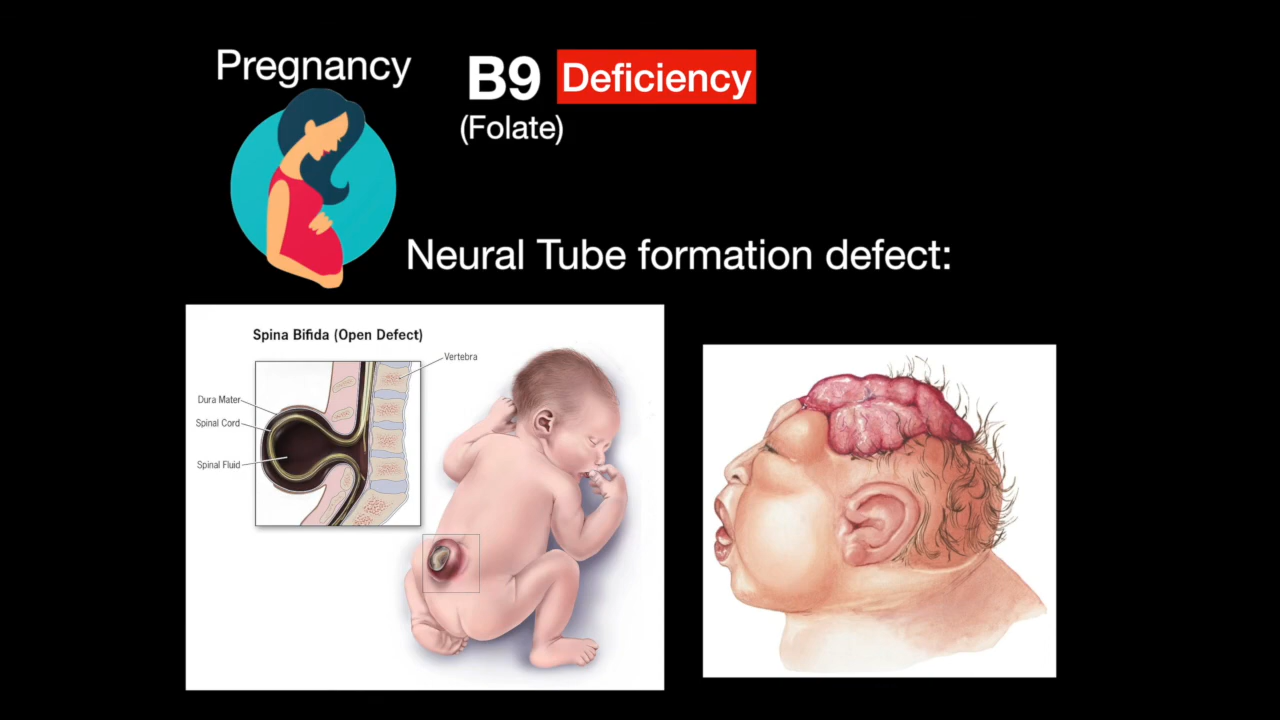 Pregnancy
B9 Deficiency
(Folate)
Neural Tube formation defect:
Spina Bifida (Open Defect)
Vertebra
Dura Mater
Spinal Cord
Spinal Fluid